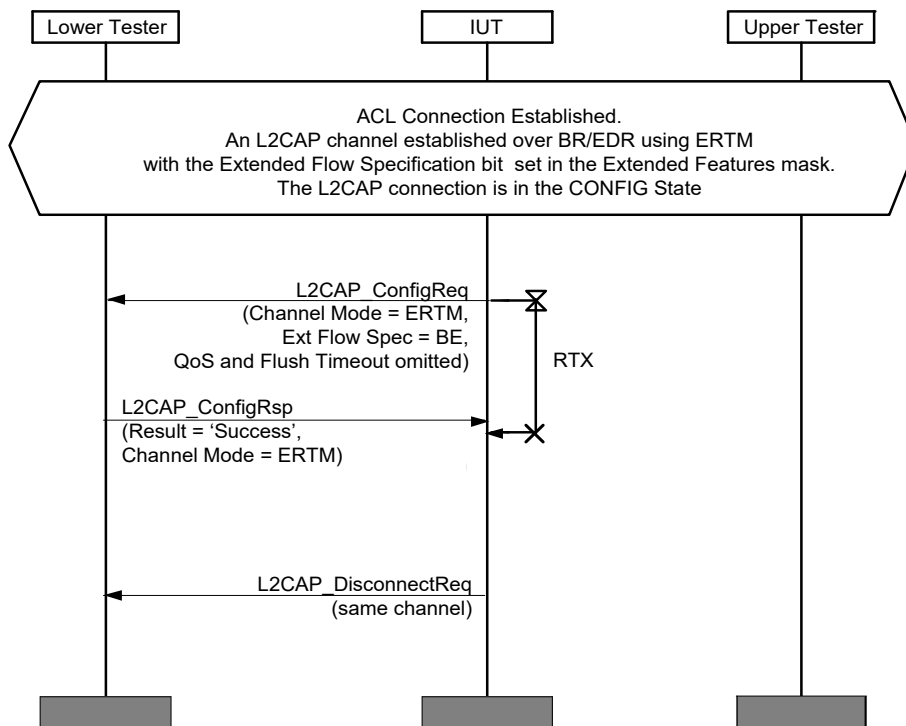 Lower Tester
IUT
Upper Tester
ACL Connection Established.
An L2CAP channel established over BR/EDR using ERTM
with the Extended Flow Specification bit set in the Extended Features mask.
The L2CAP connection is in the CONFIG State
L2CAP_ConfigReq
(Channel Mode = ERTM,
Ext Flow Spec = BE,
QoS and Flush Timeout omitted)
RTX
L2CAP_ConfigRsp
(Result = ‘Success’,
Channel Mode = ERTM)
L2CAP_DisconnectReq
(same channel)